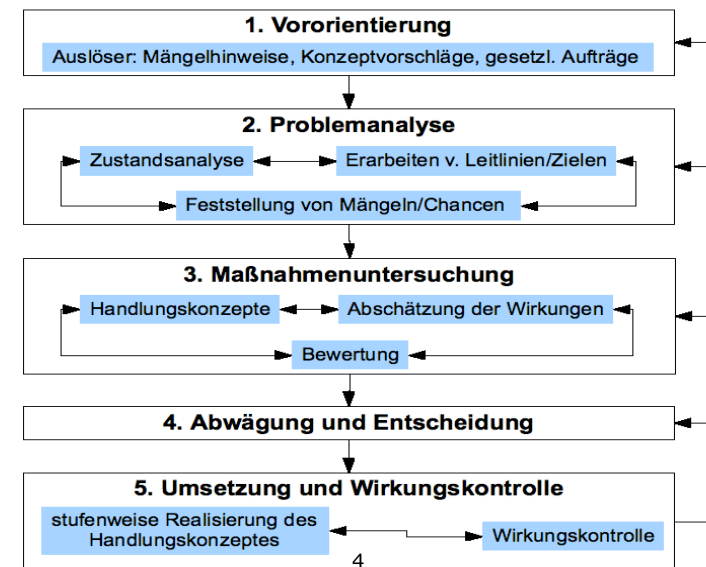 1. Vororientierung
Auslöser: Mängelhinweise, Konzeptvorschläge, gesetzl. Aufträge
2. Problemanalyse
Zustandsanalyse
Erarbeiten v. Leitlinien/Zielen
Feststellung von Mängeln/Chancen
3. Maßnahmenuntersuchung
Handlungskonzepte
Abschätzung der Wirkungen
Bewertung
4. Abwägung und Entscheidung
5. Umsetzung und Wirkungskontrolle
stufenweise Realisierung des
Handlungskonzeptes
Wirkungskontrolle
4